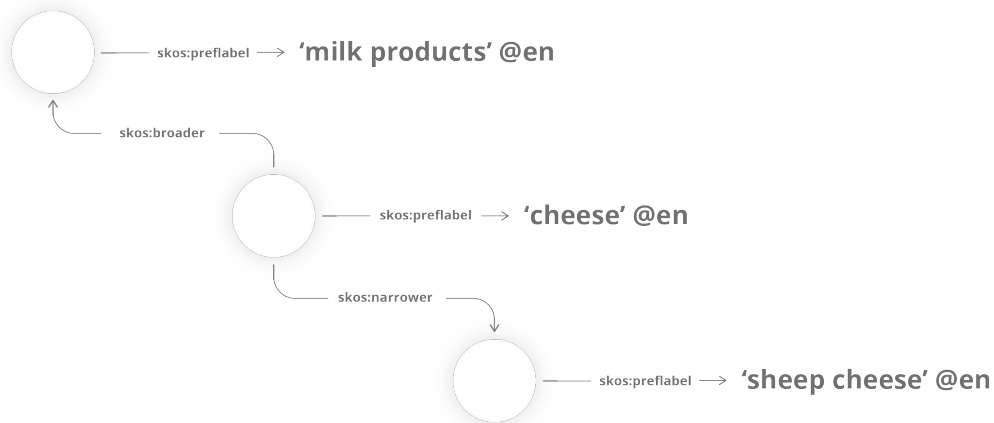 skos:preflabel ‘milk products’ @en
skos:broader
skos:preflabel ‘cheese’ @en
skos:narrower
skos:preflabel ‘sheep cheese’ @en